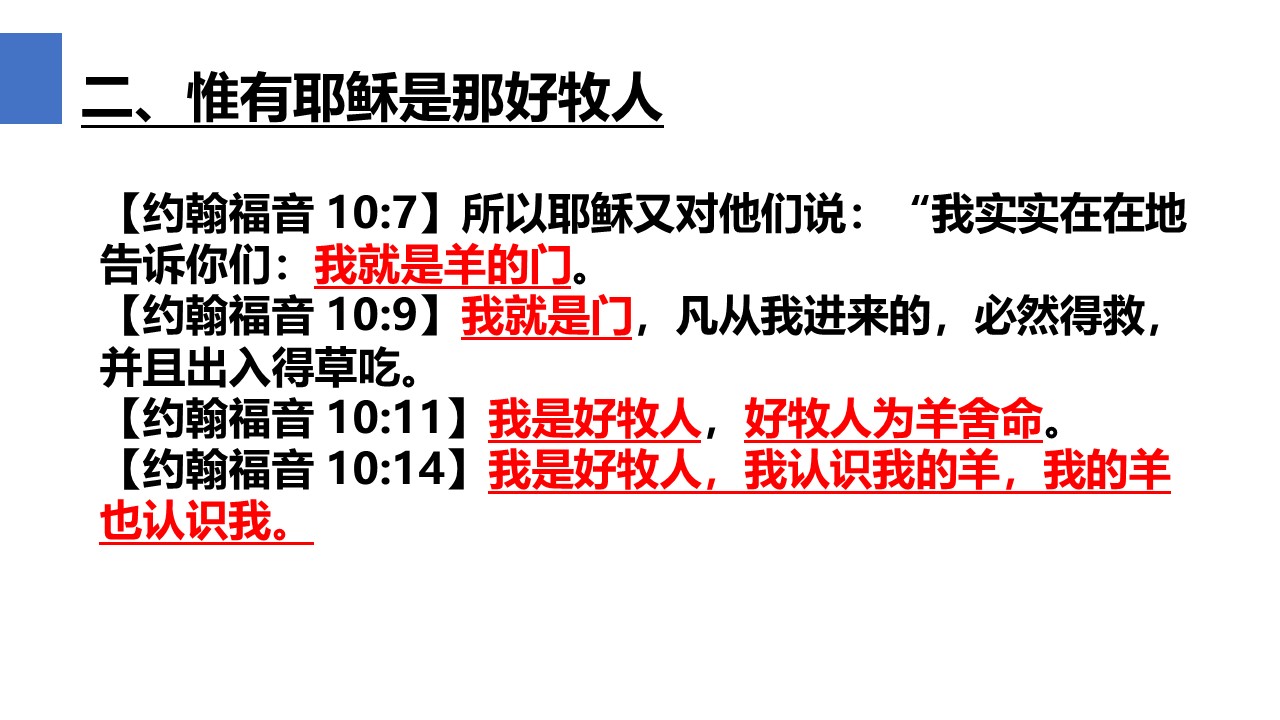 二、惟有耶稣是那好牧人
【约翰福音 10:7】所以耶稣又对他们说：“我实实在在地
告诉你们：我就是羊的门。
【约翰福音 10:9】我就是门，凡从我进来的，必然得救，
并且出入得草吃。
【约翰福音 10:11】我是好牧人，好牧人为羊舍命。
【约翰福音 10:14】我是好牧人，我认识我的羊，我的羊
也认识我。